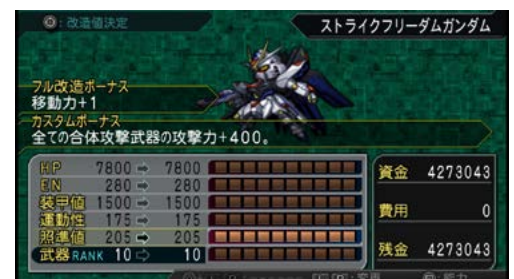 ◎:改造値決定
ストライクフリーダムガンダム
フル改造ボーナス
移動力+1
カスタムボーナス
全ての合体攻撃武器の攻撃力+400。
HP 7800 ⇒ 7800
EN 280 ⇒ 280
装甲値 1500 ⇒ 1500
運動性 175 ⇒ 175
照準値 205 ⇒ 205
武器RANK 10 ⇒ 10
資金 4273043
費用 0
残金 4273043